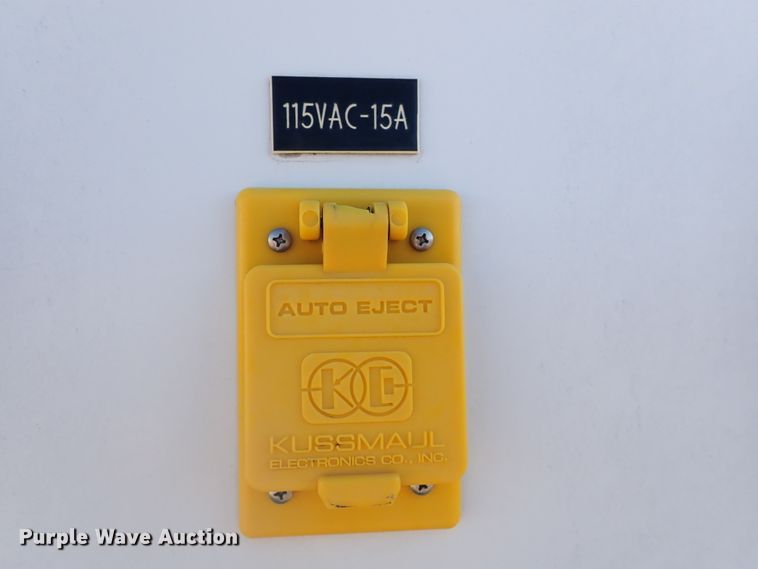 115VAC-15A
AUTO EJECT
KE
KUSSMAUL
ELECTRONICS CO., INC.
Purple Wave Auction